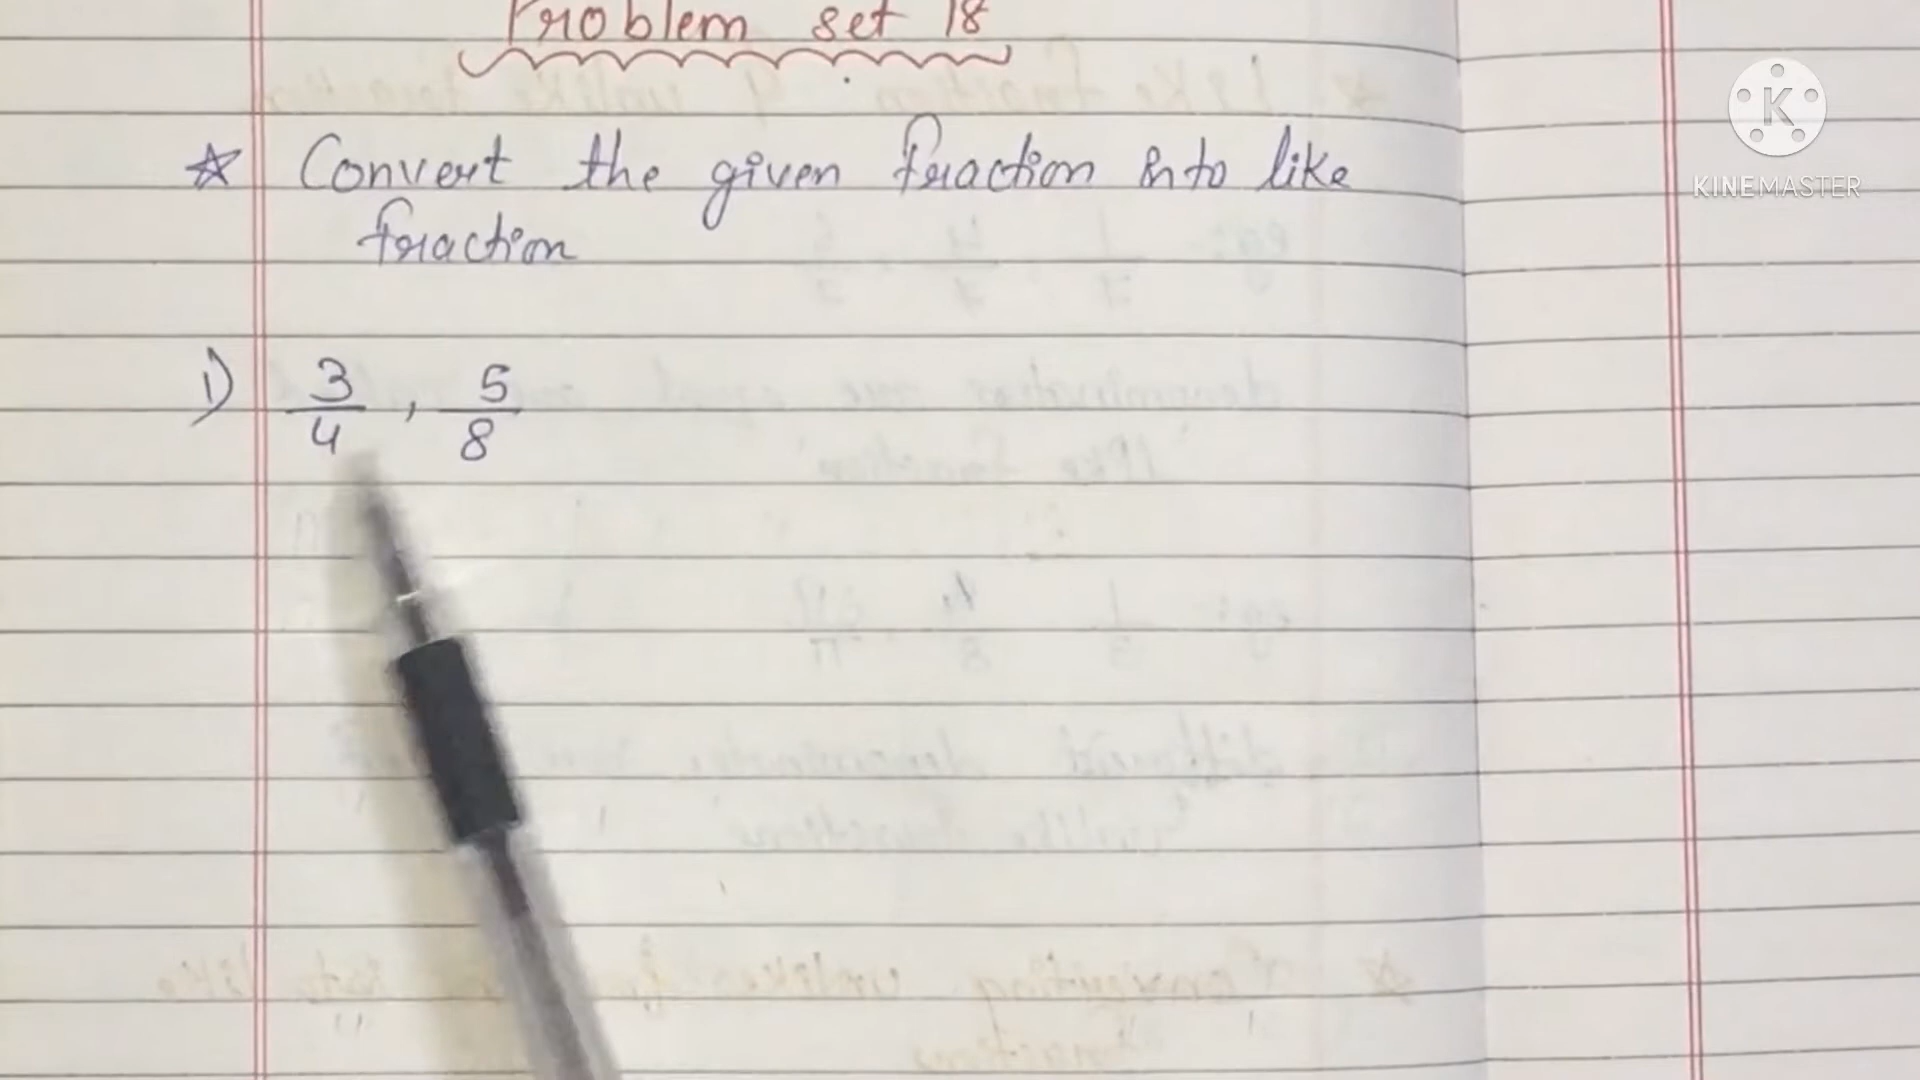 Problem set 18
☆ Convert the given fraction into like
fraction
1) 3/4 , 5/8
KINEMASTER